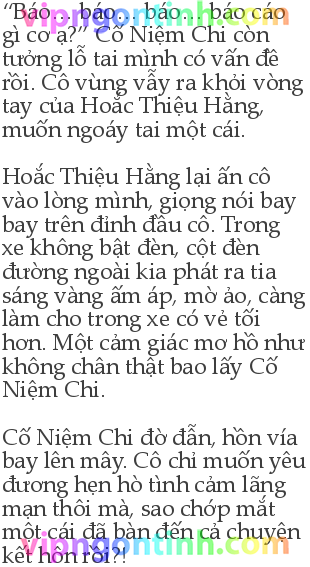 “Báo... báo... báo... báo cáo
gì cơ ạ?” Cố Niệm Chi còn
tưởng lỗ tai mình có vấn đề
rồi. Cô vùng vẫy ra khỏi vòng
tay của Hoắc Thiệu Hằng,
muốn ngoáy tai một cái.
Hoắc Thiệu Hằng lại ấn cô
vào lòng mình, giọng nói bay
bay trên đỉnh đầu cô. Trong
xe không bật đèn, cột đèn
đường ngoài kia phát ra tia
sáng vàng ấm áp, mờ ảo, càng
làm cho trong xe có vẻ tối
hơn. Một cảm giác mơ hồ như
không chân thật bao lấy Cố
Niệm Chi.
Cố Niệm Chi đờ đẫn, hồn vía
bay lên mây. Cô chỉ muốn yêu
đương hẹn hò tình cảm lãng
mạn thôi mà, sao chớp mắt
một cái đã bàn đến cả chuyện
kết hôn rồi?!
vipngontinh.com
vipngontinh.com